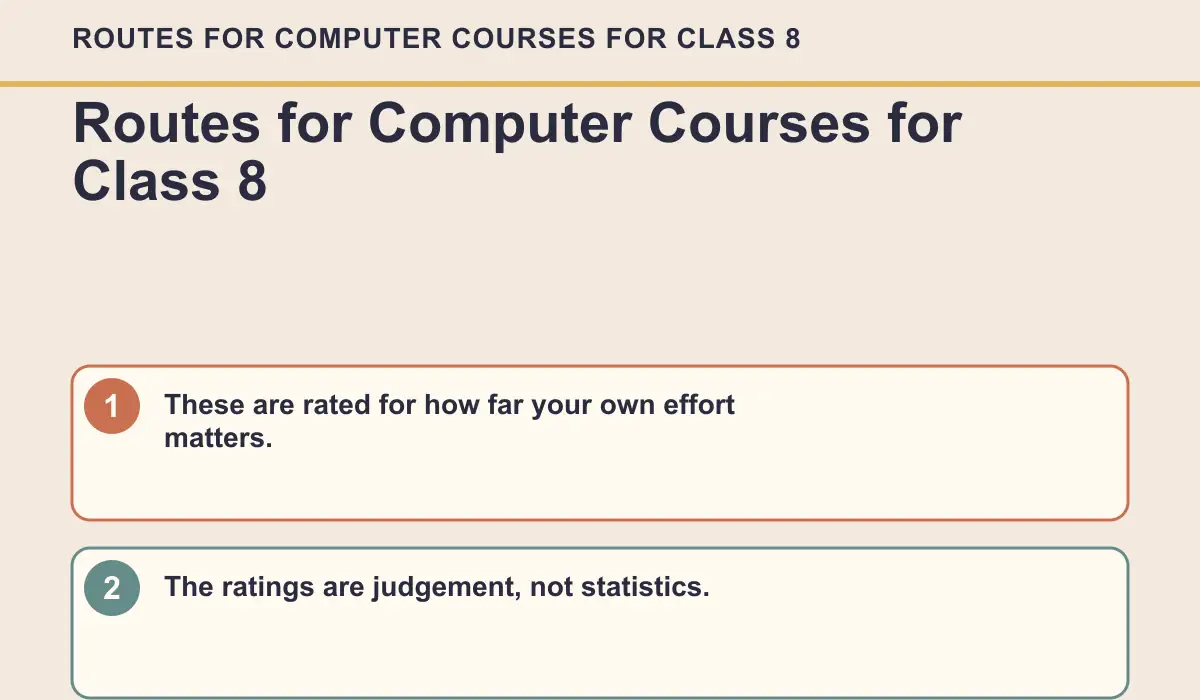 ROUTES FOR COMPUTER COURSES FOR CLASS 8
Routes for Computer Courses for
Class 8
1
These are rated for how far your own effort
matters.
2
The ratings are judgement, not statistics.